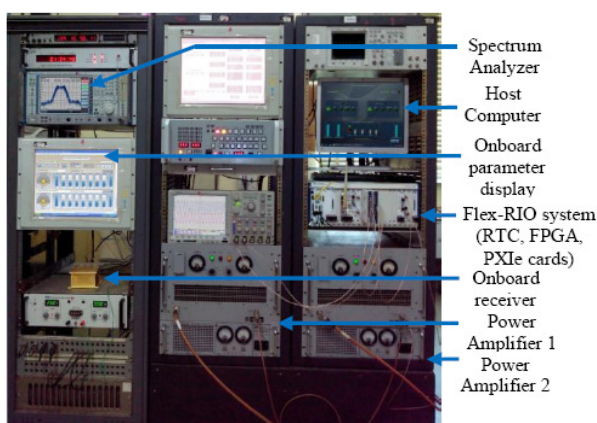 Spectrum
Analyzer
Host
Computer
Onboard
parameter
display
Flex-RIO system
(RTC, FPGA,
PXIe cards)
Onboard
receiver
Power
Amplifier 1
Power
Amplifier 2